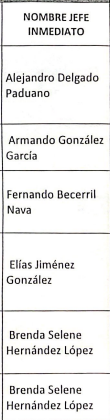 NOMBRE JEFE
INMEDIATO
Alejandro Delgado
Paduano
Armando González
García
Fernando Becerril
Nava
Elías Jiménez
González
Brenda Selene
Hernández López
Brenda Selene
Hernández López